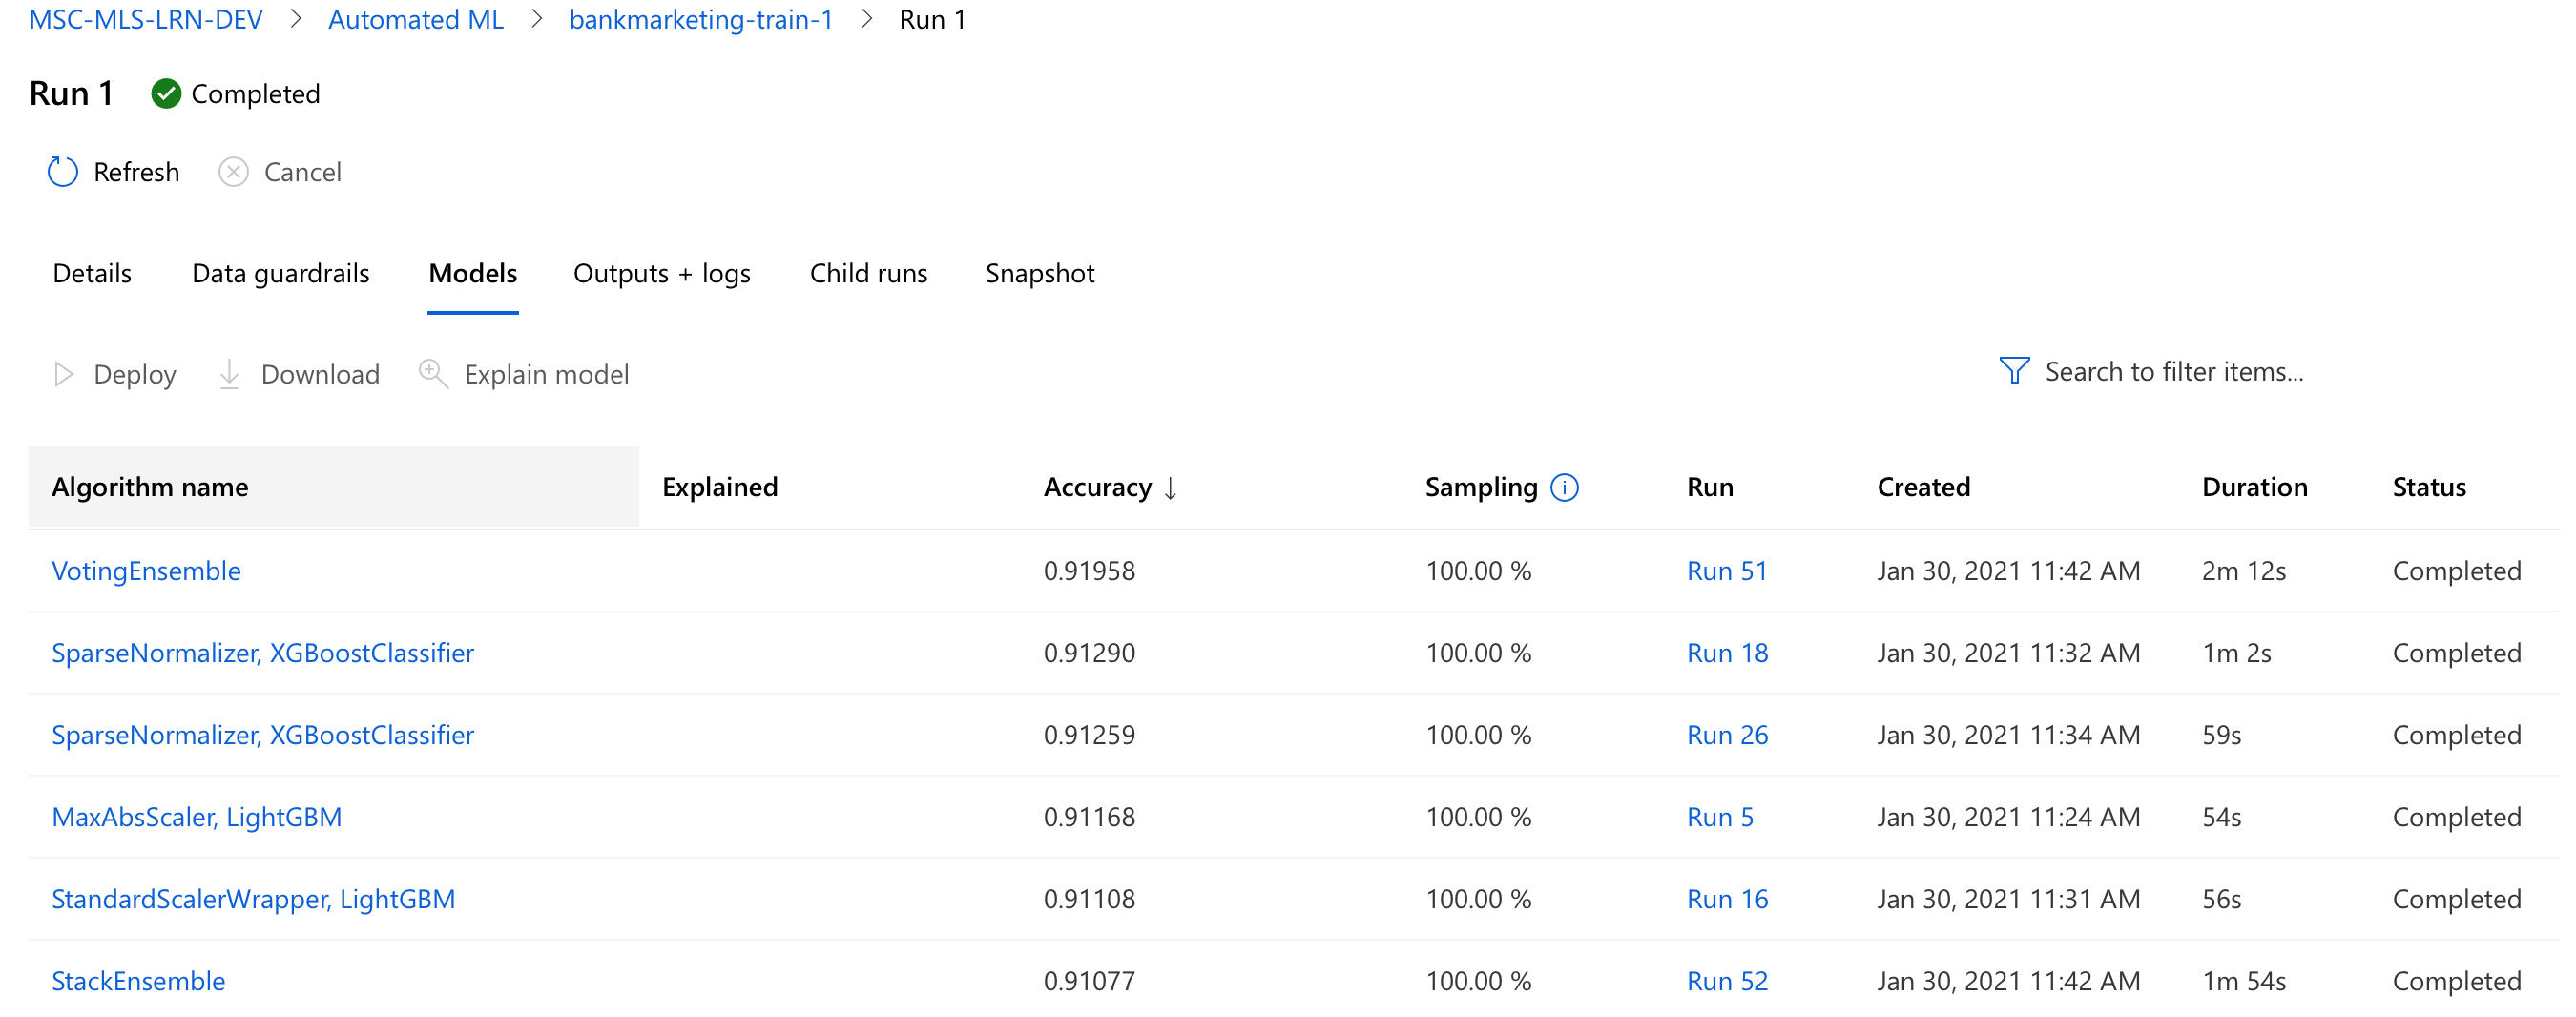 MSC-MLS-LRN-DEV > Automated ML > bankmarketing-train-1 > Run 1
Run 1 Completed
Refresh Cancel
Details Data guardrails Models Outputs + logs Child runs Snapshot
Deploy Download Explain model Search to filter items...
Algorithm name Explained Accuracy ↓ Sampling Run Created Duration Status
VotingEnsemble 0.91958 100.00 % Run 51 Jan 30, 2021 11:42 AM 2m 12s Completed
SparseNormalizer, XGBoostClassifier 0.91290 100.00 % Run 18 Jan 30, 2021 11:32 AM 1m 2s Completed
SparseNormalizer, XGBoostClassifier 0.91259 100.00 % Run 26 Jan 30, 2021 11:34 AM 59s Completed
MaxAbsScaler, LightGBM 0.91168 100.00 % Run 5 Jan 30, 2021 11:24 AM 54s Completed
StandardScalerWrapper, LightGBM 0.91108 100.00 % Run 16 Jan 30, 2021 11:31 AM 56s Completed
StackEnsemble 0.91077 100.00 % Run 52 Jan 30, 2021 11:42 AM 1m 54s Completed